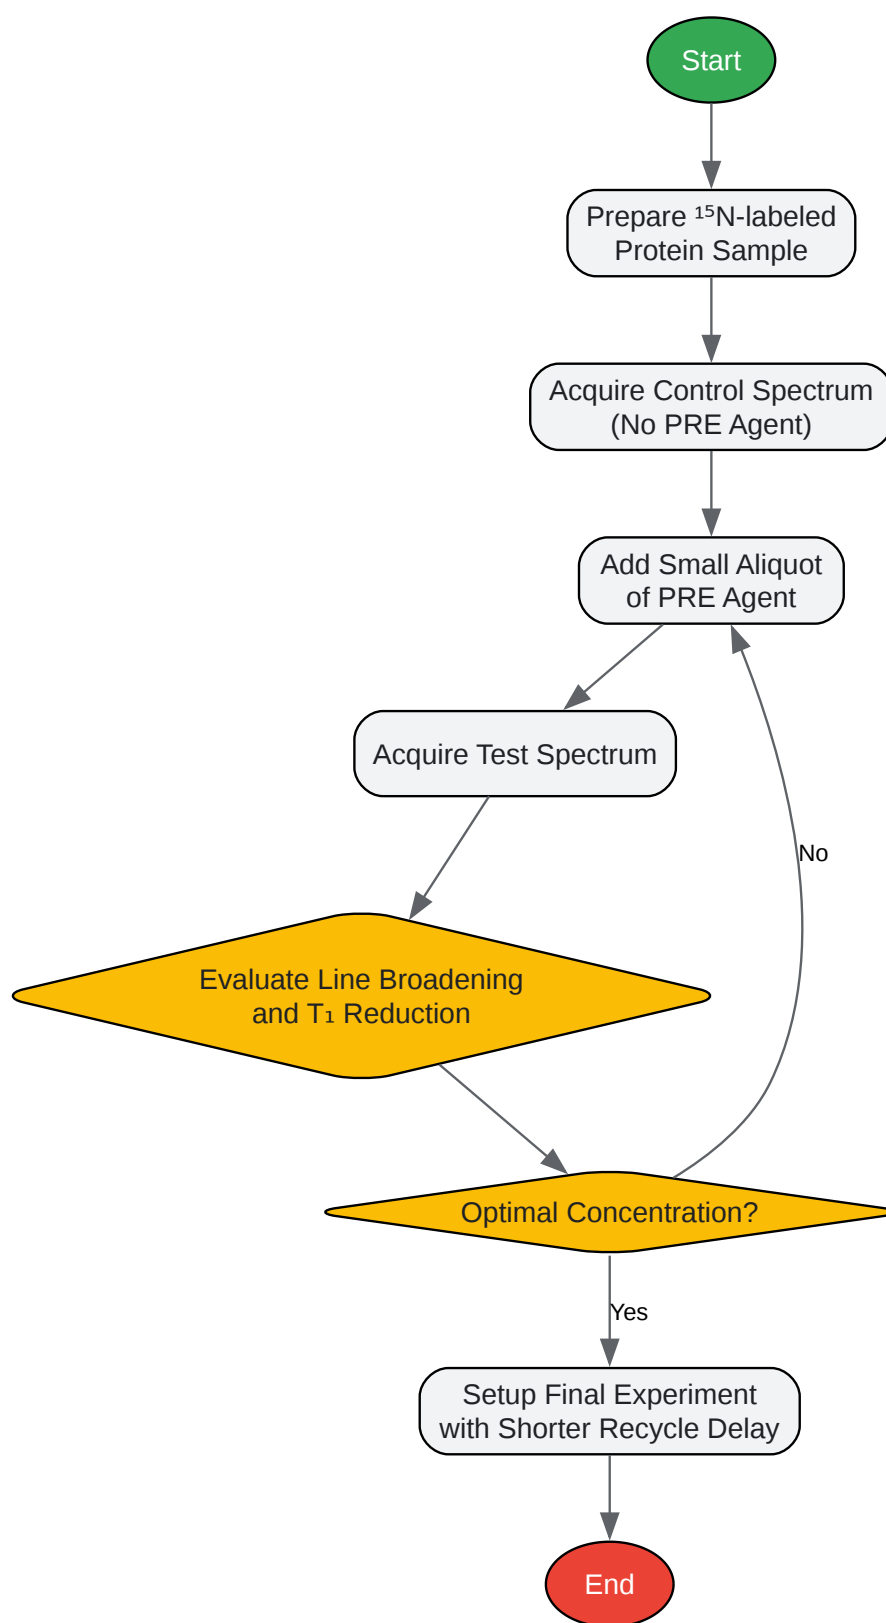 Start
Prepare ¹⁵N-labeled
Protein Sample
Acquire Control Spectrum
(No PRE Agent)
Add Small Aliquot
of PRE Agent
Acquire Test Spectrum
No
Evaluate Line Broadening
and T₁ Reduction
Optimal Concentration?
Yes
Setup Final Experiment
with Shorter Recycle Delay
End